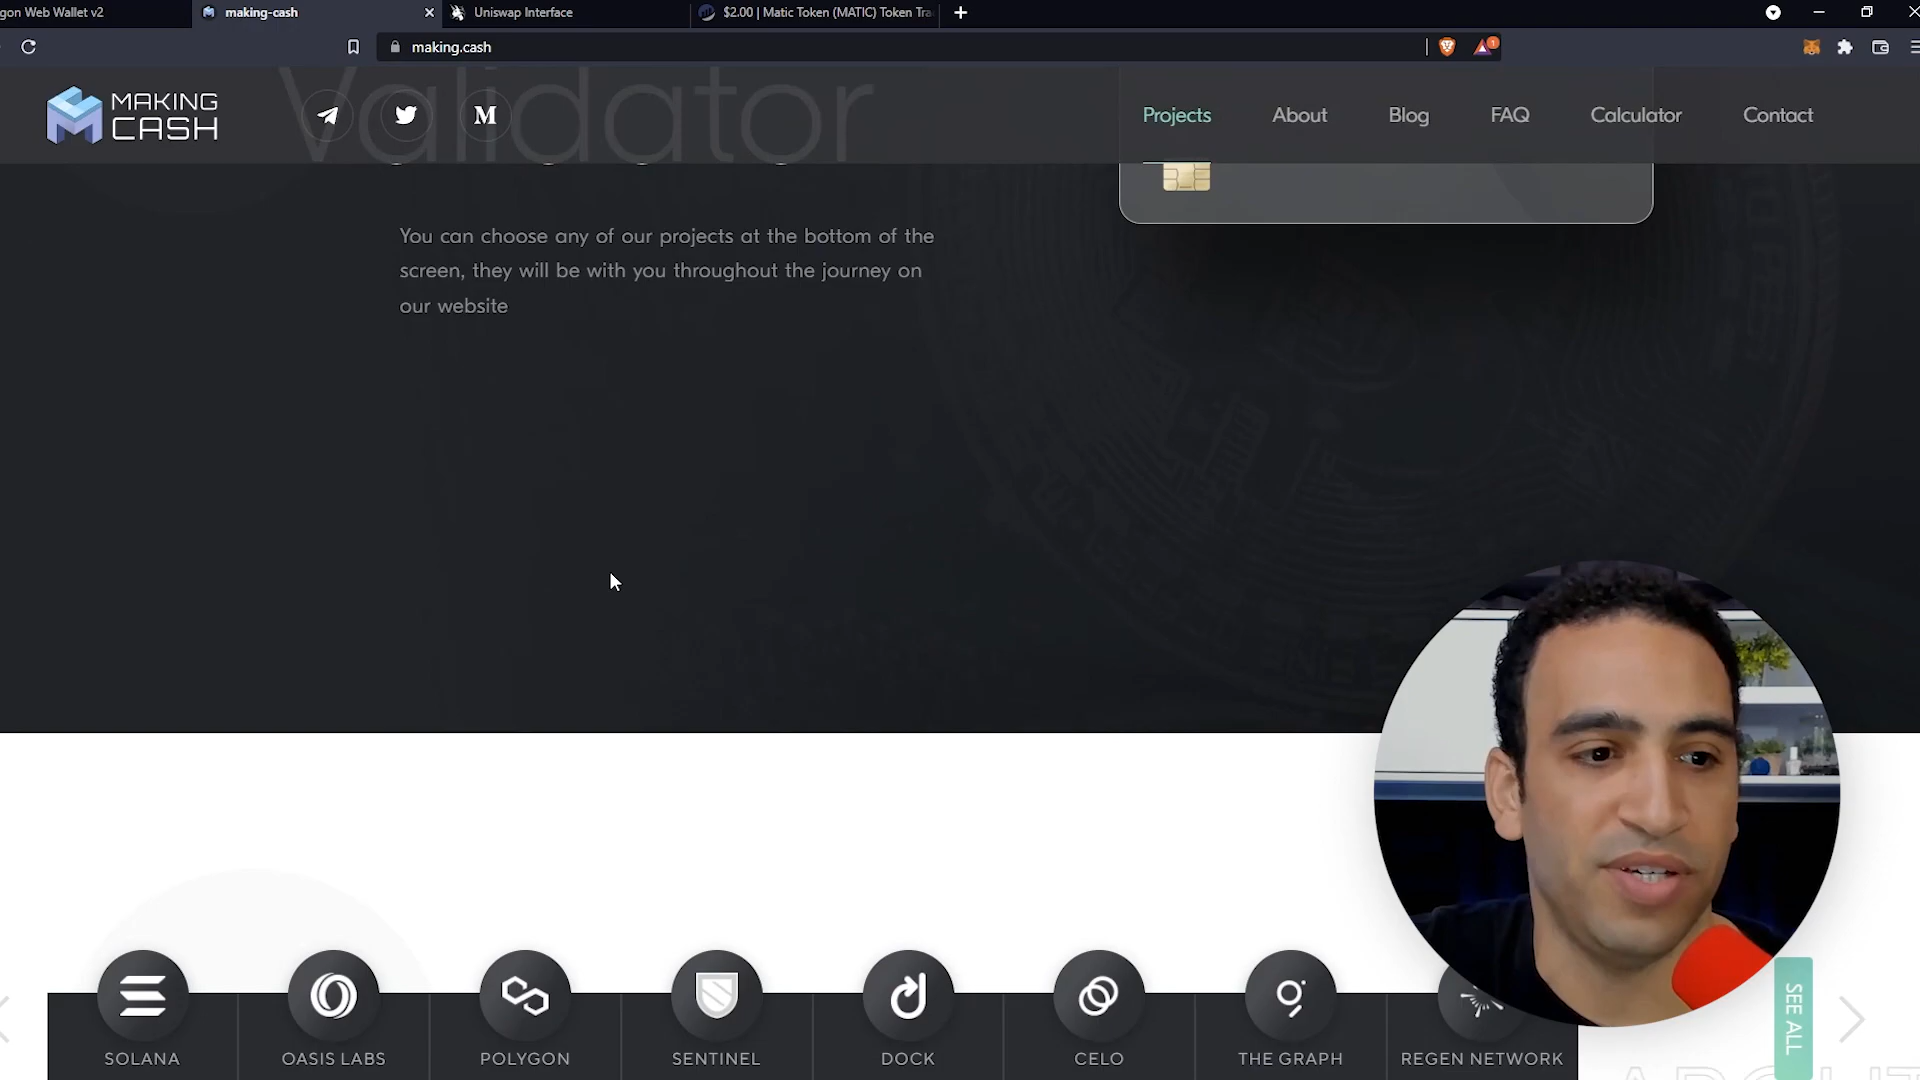 gon Web Wallet v2
making-cash
Uniswap Interface
$2.00 | Matic Token (MATIC) Token Tra
making.cash
1
MAKING
CASH
Validator
M
Projects
About
Blog
FAQ
Calculator
Contact
You can choose any of our projects at the bottom of the
screen, they will be with you throughout the journey on
our website
SOLANA
OASIS LABS
POLYGON
SENTINEL
DOCK
CELO
THE GRAPH
REGEN NETWORK
SEE ALL